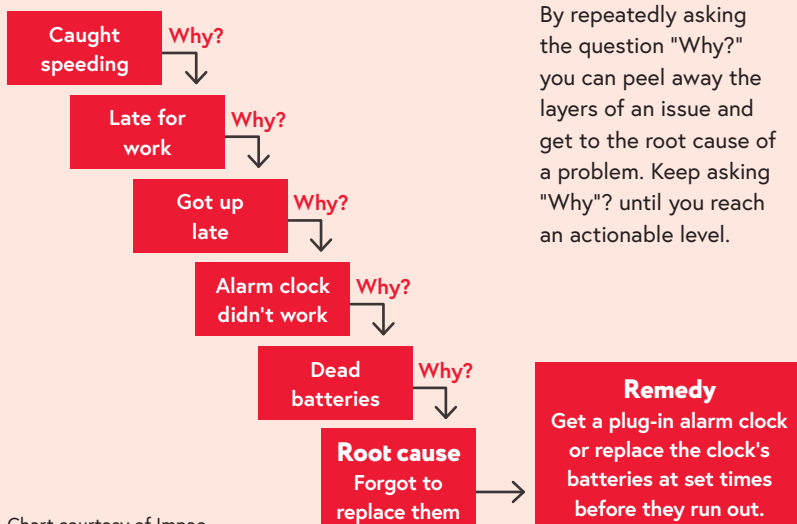 Caught
speeding
Why?
Late for
work
Why?
Got up
late
Why?
Alarm clock
didn't work
Why?
Dead
batteries
Why?
Root cause
Forgot to
replace them
Remedy
Get a plug-in alarm clock
or replace the clock's
batteries at set times
before they run out.
By repeatedly asking
the question "Why?"
you can peel away the
layers of an issue and
get to the root cause of
a problem. Keep asking
"Why"? until you reach
an actionable level.
Chart courtesy of Impac